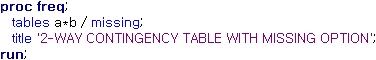 proc freq;
tables a*b / missing;
title '2-WAY CONTINGENCY TABLE WITH MISSING OPTION';
run;